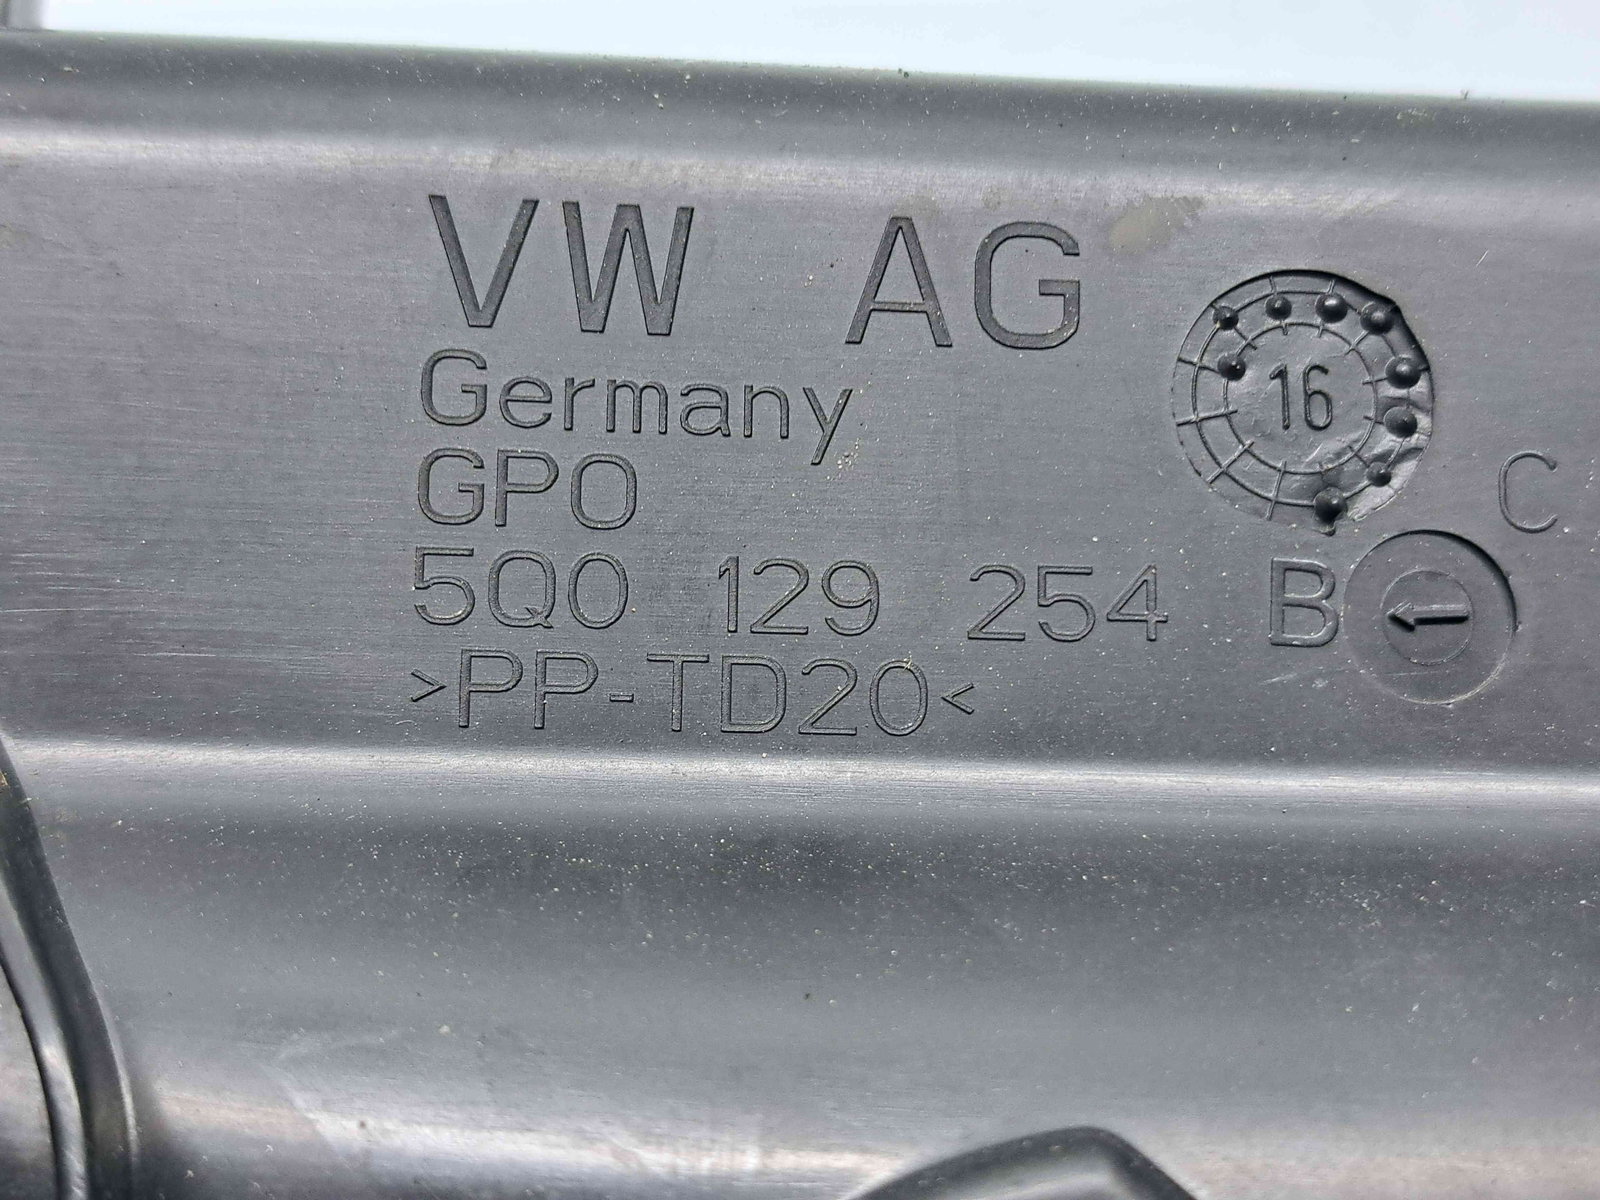 VW AG
Germany
GPO
16
C
5Q0 129 254 B
>PP-TD20<